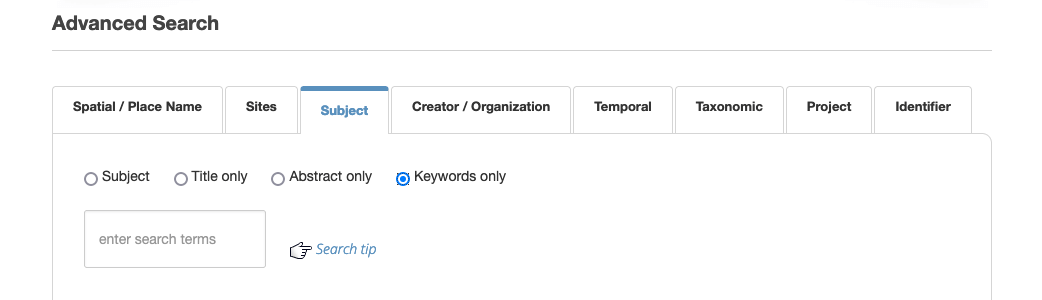 Advanced Search
Spatial / Place Name Sites Subject Creator / Organization Temporal Taxonomic Project Identifier
Subject Title only Abstract only Keywords only
enter search terms Search tip